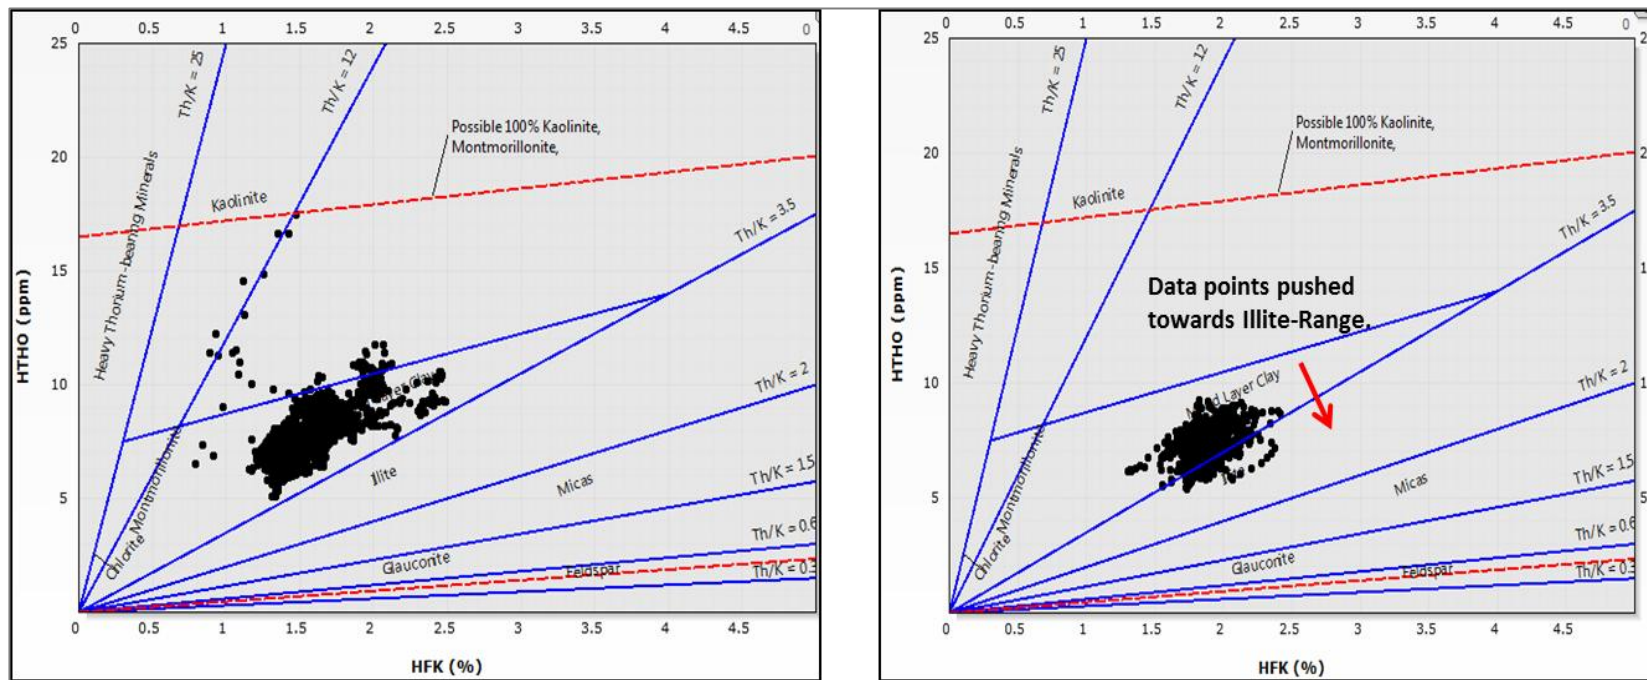 0 0.5 1 1.5 2 2.5 3 3.5 4 4.5 0
25
20
15
10
5
HTHO (ppm)
Th/K = 25
Th/K = 12
Possible 100% Kaolinite,
Montmorillonite,
Kaolinite
Heavy Thorium-bearing Minerals
Th/K = 3.5
Layer Clay
Th/K = 2
Montmorillonite
Illite
Micas
Th/K = 1.5
Chlorite
Glauconite
Th/K = 0.6
Feldspar
Th/K = 0.3
0 0.5 1 1.5 2 2.5 3 3.5 4 4.5
HFK (%)
0 0.5 1 1.5 2 2.5 3 3.5 4 4.5 0
25
20
15
10
5
HTHO (ppm)
Th/K = 25
Th/K = 12
Possible 100% Kaolinite,
Montmorillonite,
Kaolinite
Heavy Thorium-bearing Minerals
Th/K = 3.5
Data points pushed
towards Illite-Range.
Layer Clay
Th/K = 2
Montmorillonite
Micas
Th/K = 1.5
Chlorite
Glauconite
Th/K = 0.6
Feldspar
Th/K = 0.3
0 0.5 1 1.5 2 2.5 3 3.5 4 4.5
HFK (%)